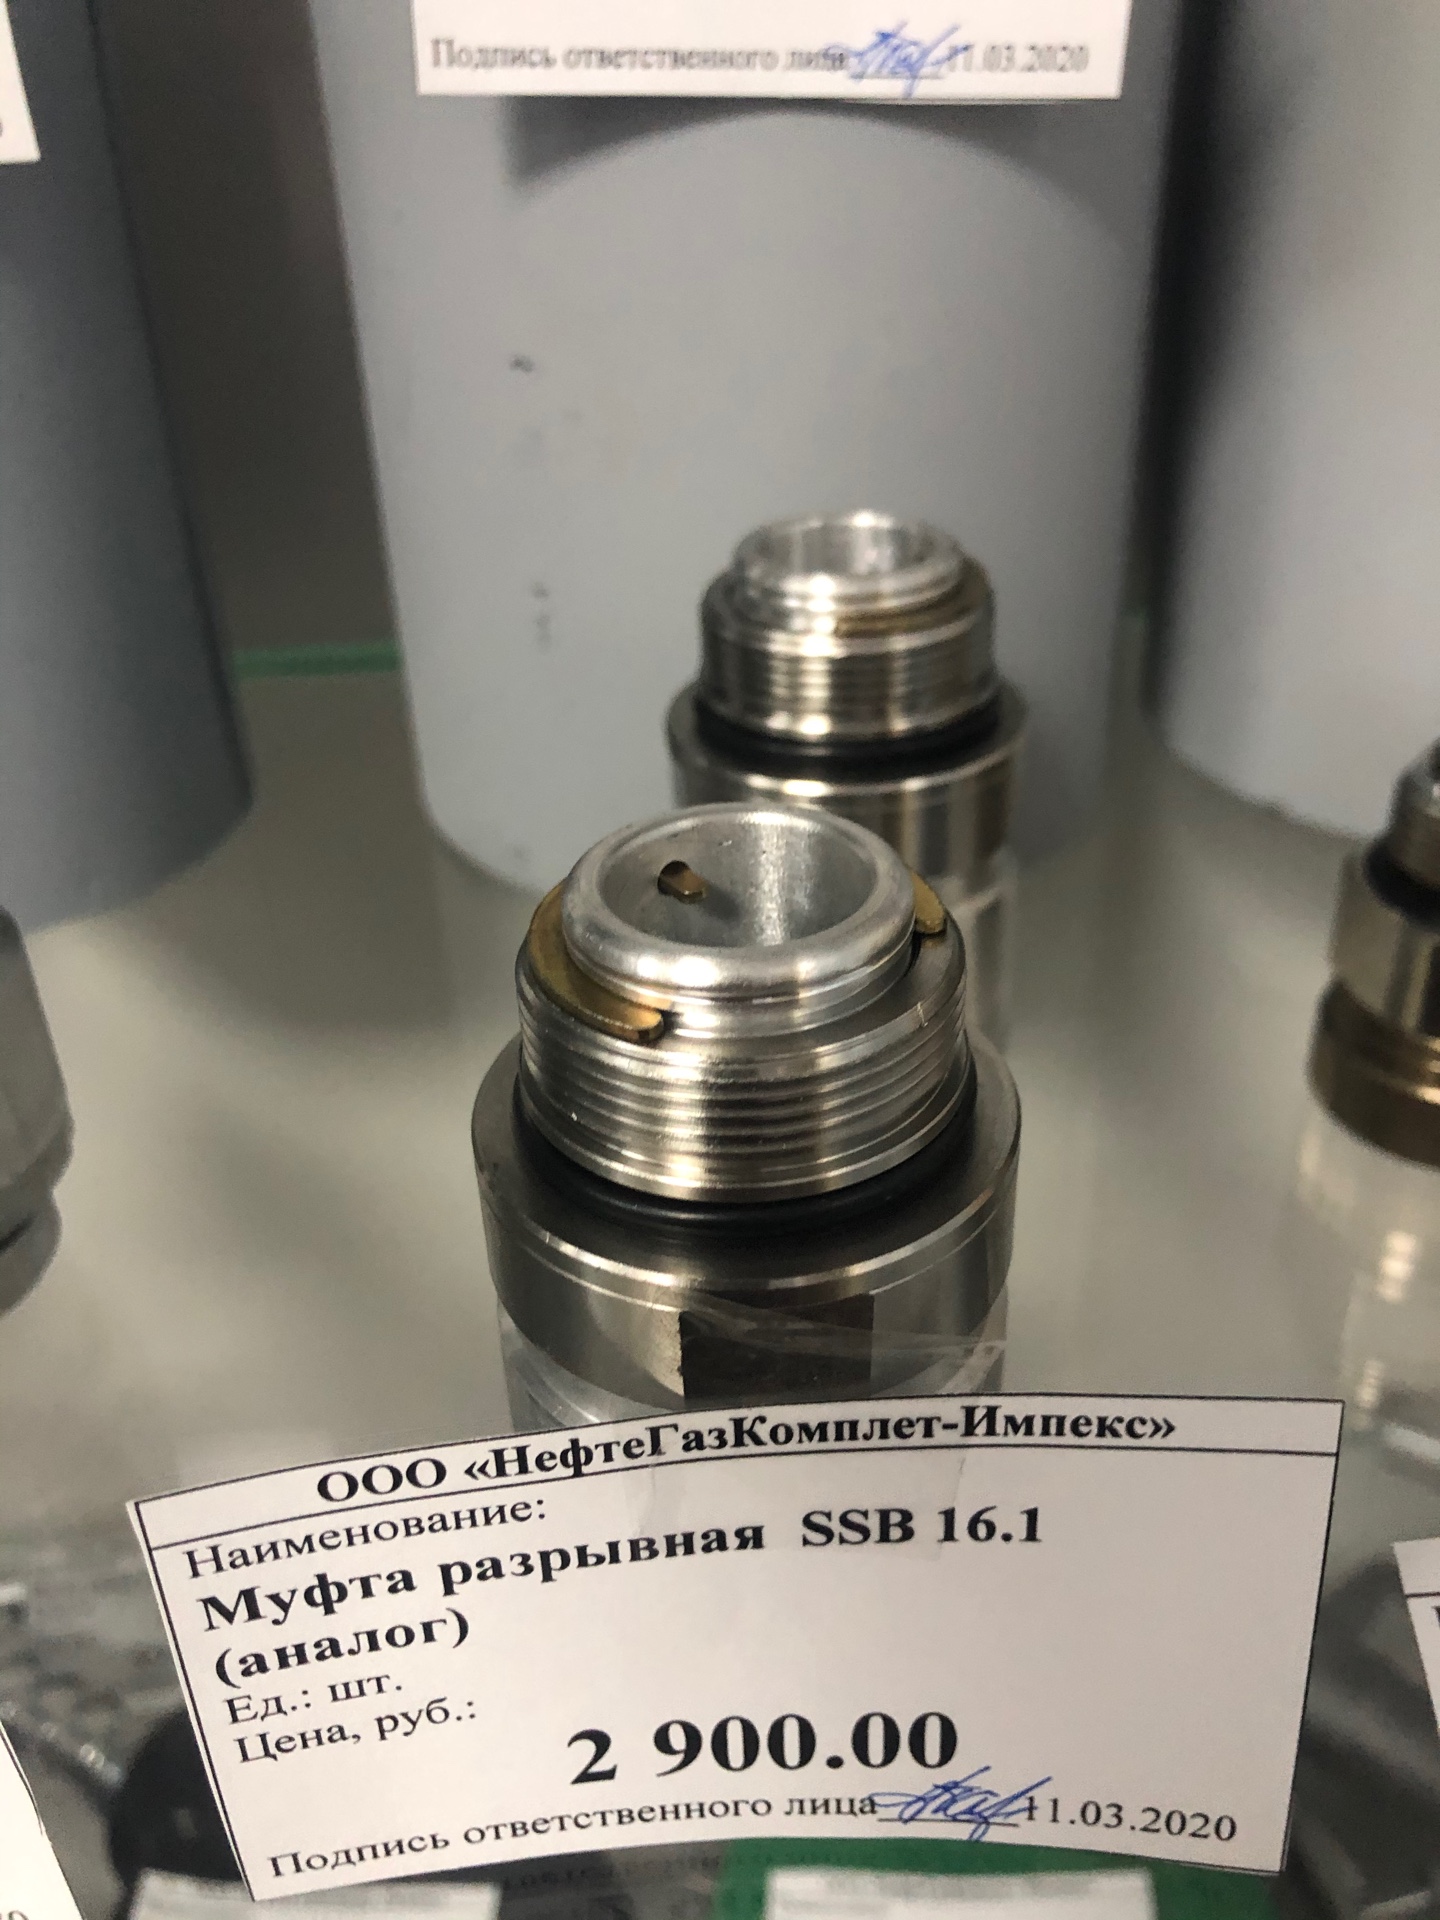 Подпись ответственного лица 11.03.2020
ООО «НефтеГазКомплет-Импекс»
Наименование:
Муфта разрывная SSB 16.1
(аналог)
Ед.: шт.
Цена, руб.:
2 900.00
Подпись ответственного лица 11.03.2020